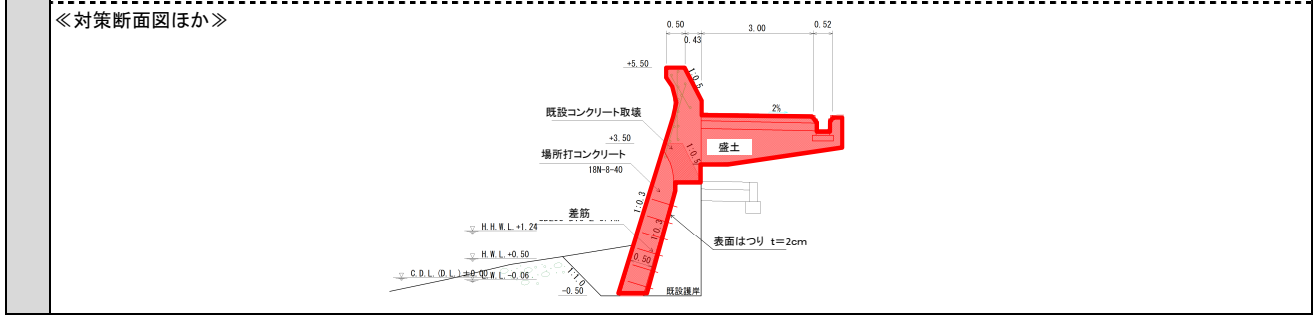 ≪対策断面図ほか≫
0.50
0.43
3.00
0.52
+5.50
1:0.5
2%
既設コンクリート取壊
+3.50
盛土
1:0.5
場所打コンクリート
18N-8-40
1:0.3
差筋
1:0.3
H.H.W.L.+1.24
表面はつり t=2cm
H.W.L.+0.50
0.50
C.D.L.(D.L.)±0.00
L.W.L.-0.06
1:1.0
-0.50
既設護岸